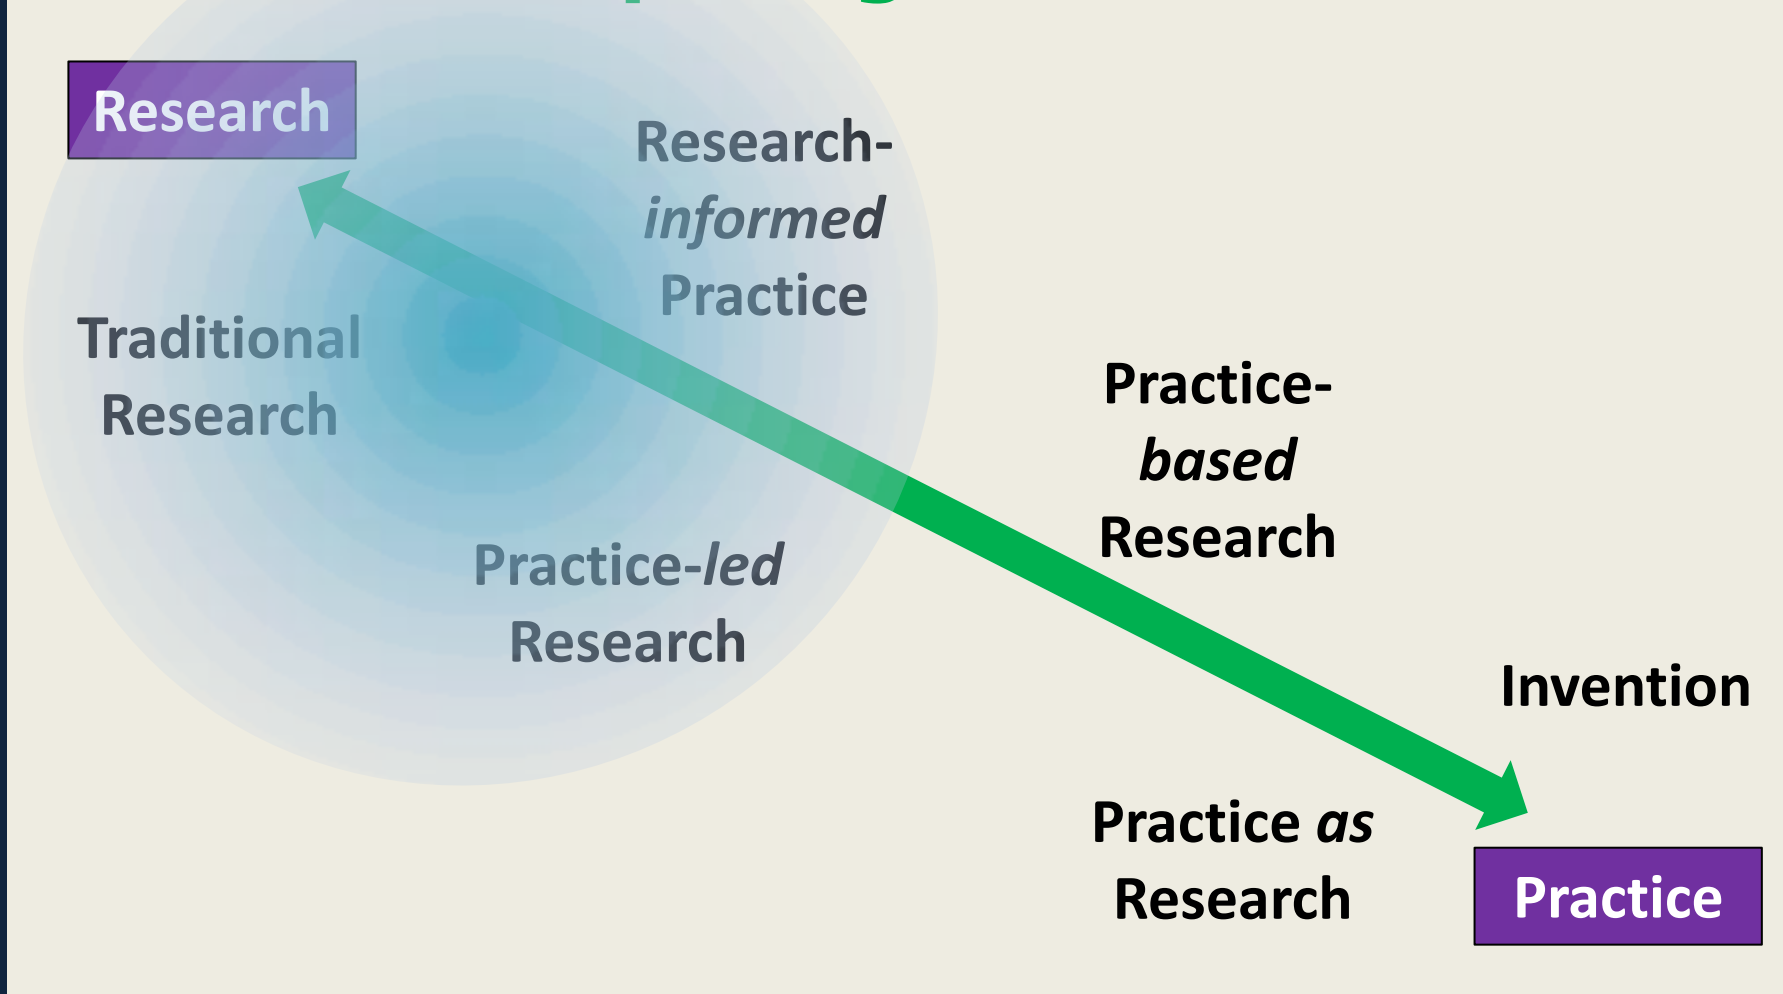 Research
Research-
informed
Practice
Traditional
Research
Practice-
based
Research
Practice-led
Research
Invention
Practice as
Research
Practice